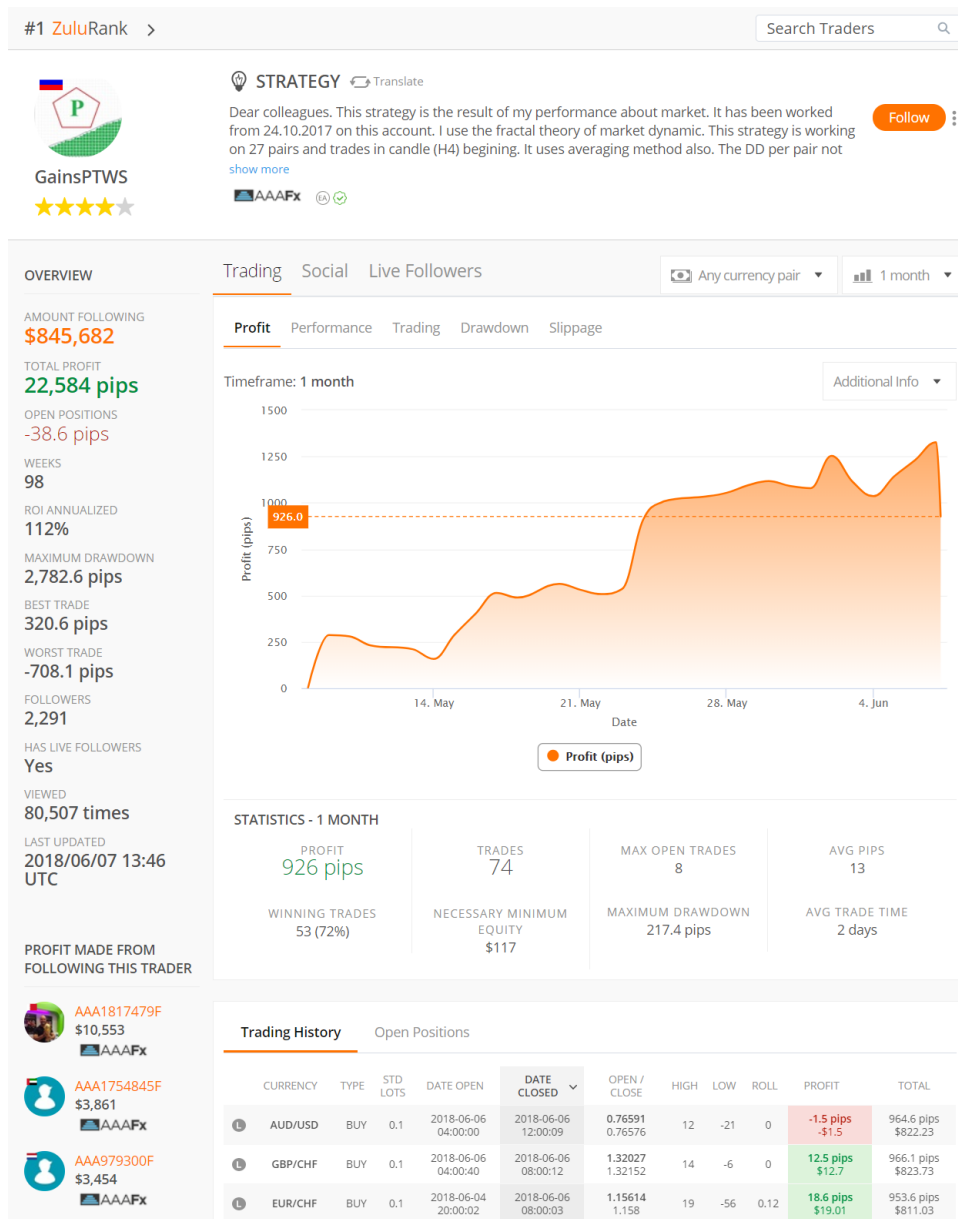 #1 ZuluRank >
Search Traders
P
GainsPTWS
STRATEGY Translate
Dear colleagues. This strategy is the result of my performance about market. It has been worked
from 24.10.2017 on this account. I use the fractal theory of market dynamic. This strategy is working
on 27 pairs and trades in candle (H4) begining. It uses averaging method also. The DD per pair not
show more
Follow
AAAFx EA
OVERVIEW
AMOUNT FOLLOWING
$845,682
TOTAL PROFIT
22,584 pips
OPEN POSITIONS
-38.6 pips
WEEKS
98
ROI ANNUALIZED
112%
MAXIMUM DRAWDOWN
2,782.6 pips
BEST TRADE
320.6 pips
WORST TRADE
-708.1 pips
FOLLOWERS
2,291
HAS LIVE FOLLOWERS
Yes
VIEWED
80,507 times
LAST UPDATED
2018/06/07 13:46
UTC
PROFIT MADE FROM
FOLLOWING THIS TRADER
AAA1817479F
$10,553
AAAFx
AAA1754845F
$3,861
AAAFx
AAA979300F
$3,454
AAAFx
Trading Social Live Followers
Any currency pair
1 month
Profit Performance Trading Drawdown Slippage
Timeframe: 1 month
Additional Info
Profit (pips)
1500
1250
1000
926.0
750
500
250
0
14. May 21. May 28. May 4. Jun
Date
Profit (pips)
STATISTICS - 1 MONTH
PROFIT
926 pips
TRADES
74
MAX OPEN TRADES
8
AVG PIPS
13
WINNING TRADES
53 (72%)
NECESSARY MINIMUM
EQUITY
$117
MAXIMUM DRAWDOWN
217.4 pips
AVG TRADE TIME
2 days
Trading History Open Positions
CURRENCY TYPE STD LOTS DATE OPEN DATE CLOSED OPEN / CLOSE HIGH LOW ROLL PROFIT TOTAL
L AUD/USD BUY 0.1 2018-06-06 04:00:00 2018-06-06 12:00:09 0.76591 0.76576 12 -21 0 -1.5 pips -$1.5 964.6 pips $822.23
L GBP/CHF BUY 0.1 2018-06-06 04:00:40 2018-06-06 08:00:12 1.32027 1.32152 14 -6 0 12.5 pips $12.7 966.1 pips $823.73
L EUR/CHF BUY 0.1 2018-06-04 20:00:02 2018-06-06 08:00:03 1.15614 1.158 19 -56 0.12 18.6 pips $19.01 953.6 pips $811.03